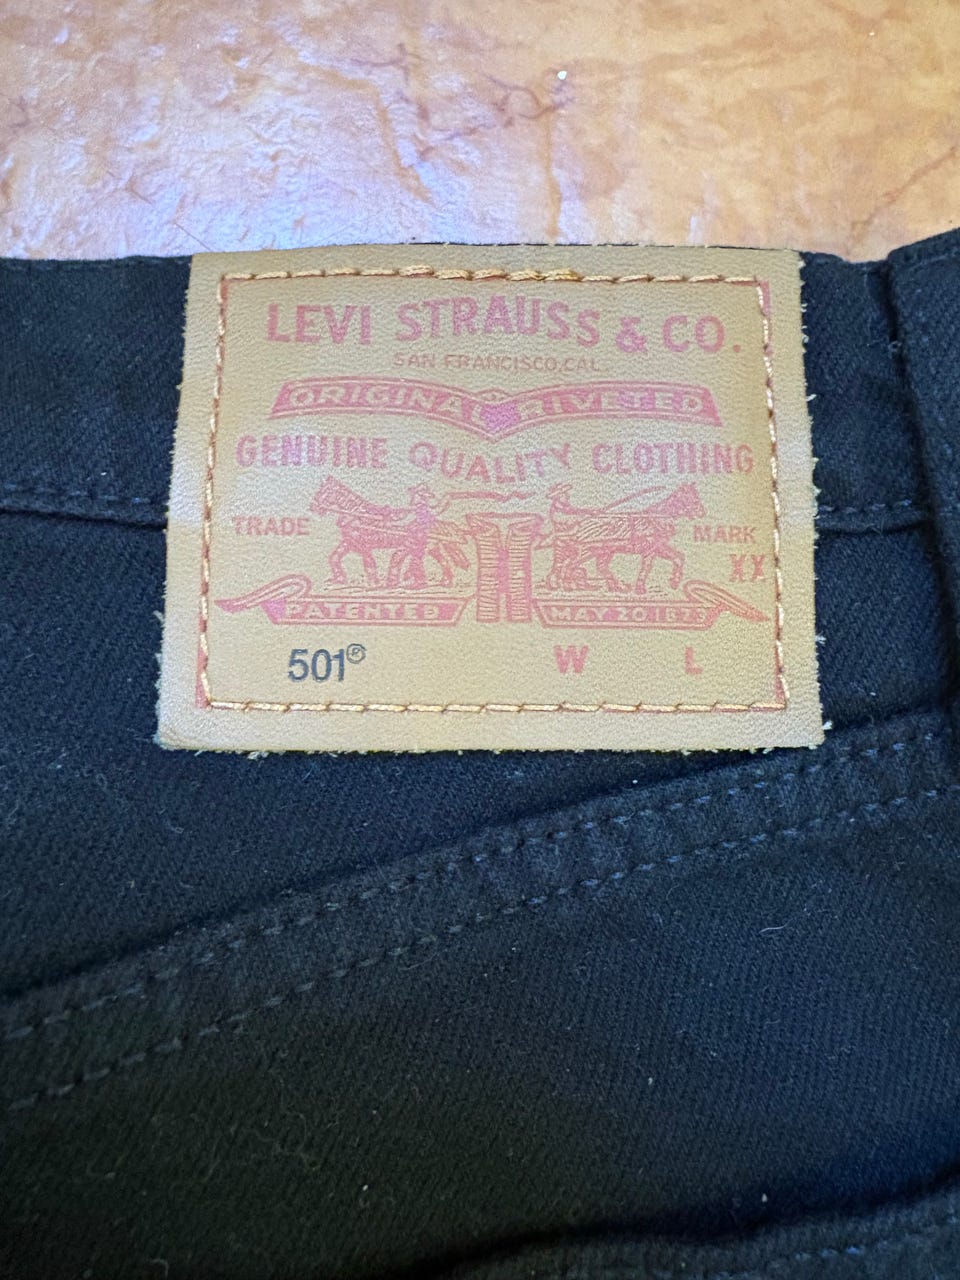 LEVI STRAUSS & CO.
SAN FRANCISCO, CAL.
ORIGINAL RIVETED
GENUINE QUALITY CLOTHING
TRADE MARK
XX
PATENTED MAY 20 1873
501® W L